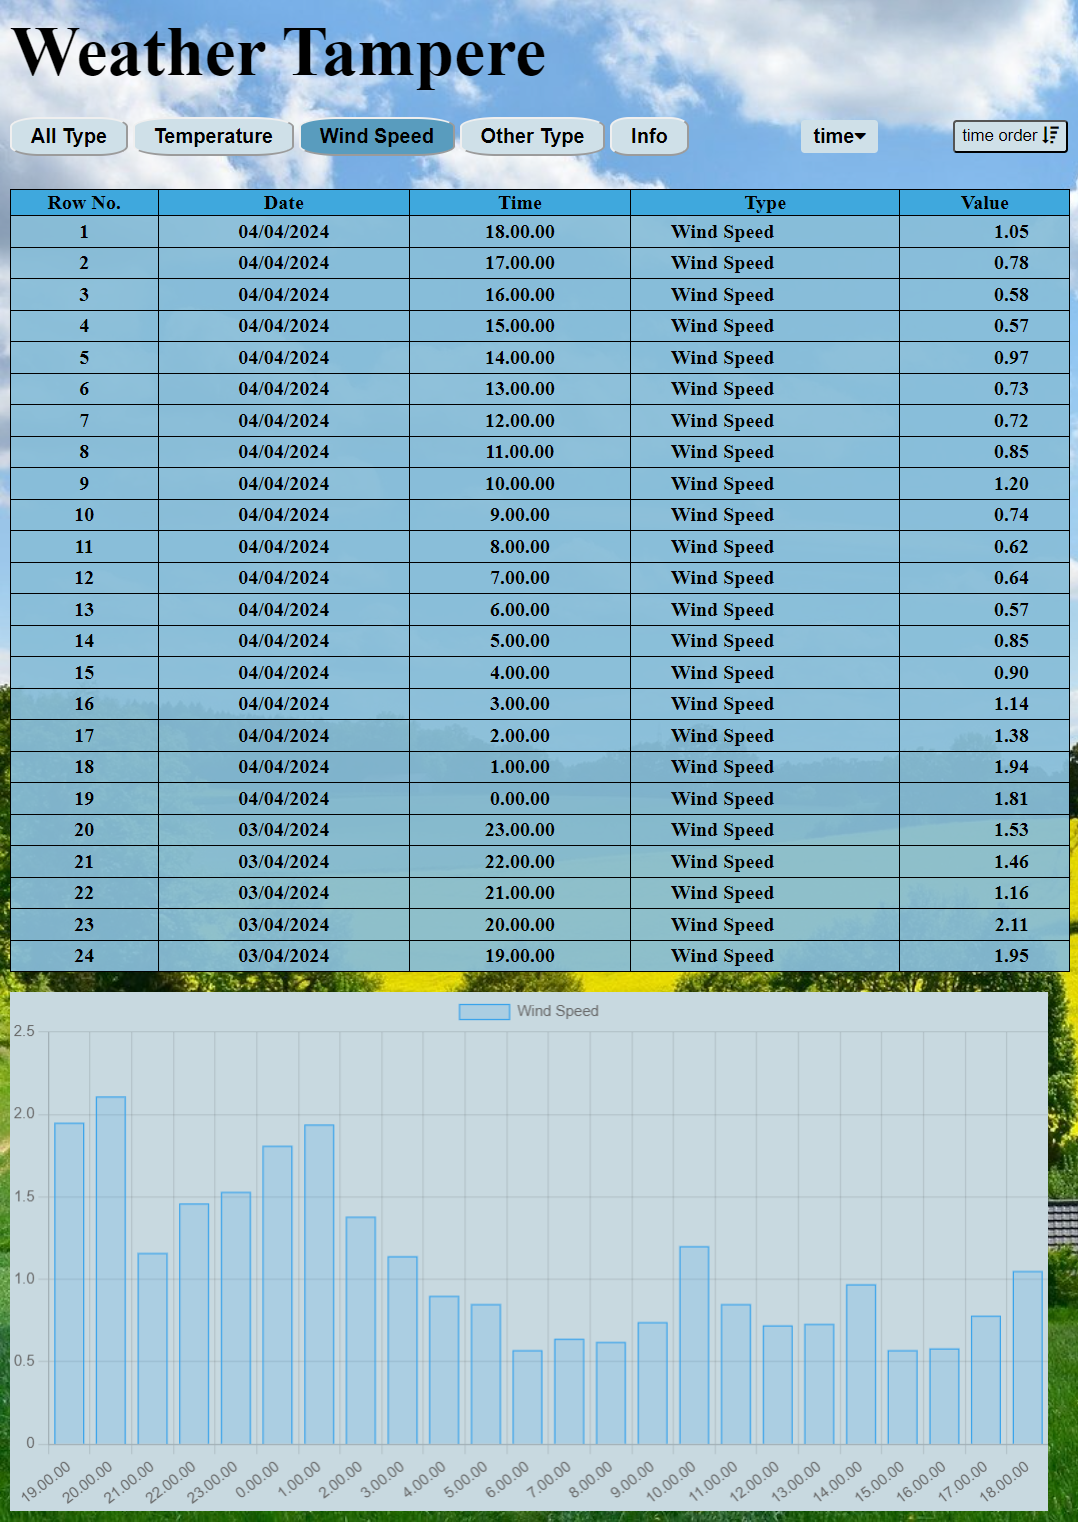 Weather Tampere
All Type Temperature Wind Speed Other Type Info time time order
Row No. Date Time Type Value
1 04/04/2024 18.00.00 Wind Speed 1.05
2 04/04/2024 17.00.00 Wind Speed 0.78
3 04/04/2024 16.00.00 Wind Speed 0.58
4 04/04/2024 15.00.00 Wind Speed 0.57
5 04/04/2024 14.00.00 Wind Speed 0.97
6 04/04/2024 13.00.00 Wind Speed 0.73
7 04/04/2024 12.00.00 Wind Speed 0.72
8 04/04/2024 11.00.00 Wind Speed 0.85
9 04/04/2024 10.00.00 Wind Speed 1.20
10 04/04/2024 9.00.00 Wind Speed 0.74
11 04/04/2024 8.00.00 Wind Speed 0.62
12 04/04/2024 7.00.00 Wind Speed 0.64
13 04/04/2024 6.00.00 Wind Speed 0.57
14 04/04/2024 5.00.00 Wind Speed 0.85
15 04/04/2024 4.00.00 Wind Speed 0.90
16 04/04/2024 3.00.00 Wind Speed 1.14
17 04/04/2024 2.00.00 Wind Speed 1.38
18 04/04/2024 1.00.00 Wind Speed 1.94
19 04/04/2024 0.00.00 Wind Speed 1.81
20 03/04/2024 23.00.00 Wind Speed 1.53
21 03/04/2024 22.00.00 Wind Speed 1.46
22 03/04/2024 21.00.00 Wind Speed 1.16
23 03/04/2024 20.00.00 Wind Speed 2.11
24 03/04/2024 19.00.00 Wind Speed 1.95
Wind Speed
2.5
2.0
1.5
1.0
0.5
0
19.00.00 20.00.00 21.00.00 22.00.00 23.00.00 0.00.00 1.00.00 2.00.00 3.00.00 4.00.00 5.00.00 6.00.00 7.00.00 8.00.00 9.00.00 10.00.00 11.00.00 12.00.00 13.00.00 14.00.00 15.00.00 16.00.00 17.00.00 18.00.00